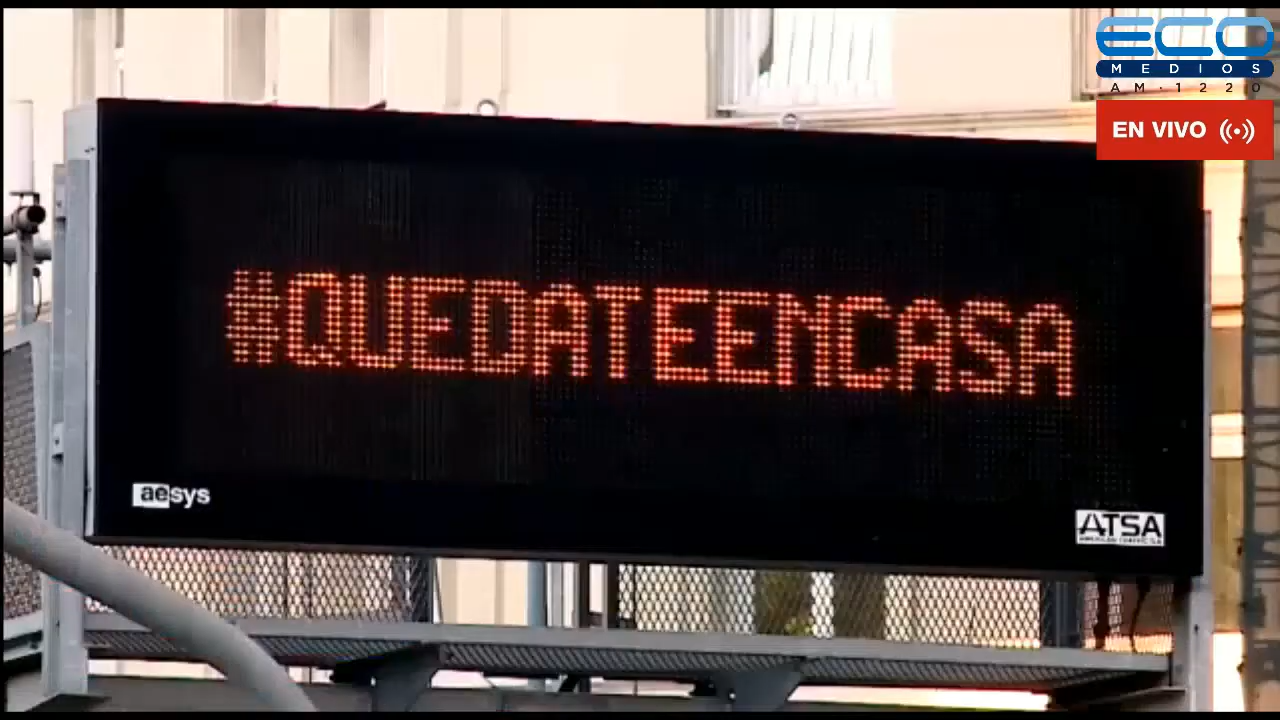 ECO
MEDIOS
AM·1220
EN VIVO
#QUEDATEENCASA
aesys
ATSA